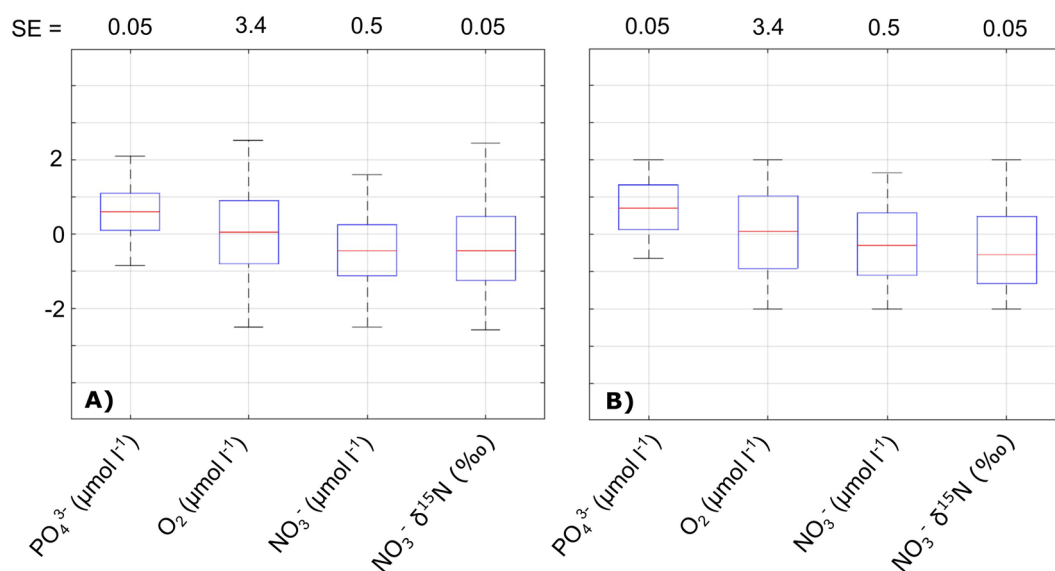 SE = 0.05 3.4 0.5 0.05 0.05 3.4 0.5 0.05
2
0
-2
A)
B)
PO₄³⁻ (μmol l⁻¹)
O₂ (μmol l⁻¹)
NO₃⁻ (μmol l⁻¹)
NO₃⁻ δ¹⁵N (‰)
PO₄³⁻ (μmol l⁻¹)
O₂ (μmol l⁻¹)
NO₃⁻ (μmol l⁻¹)
NO₃⁻ δ¹⁵N (‰)